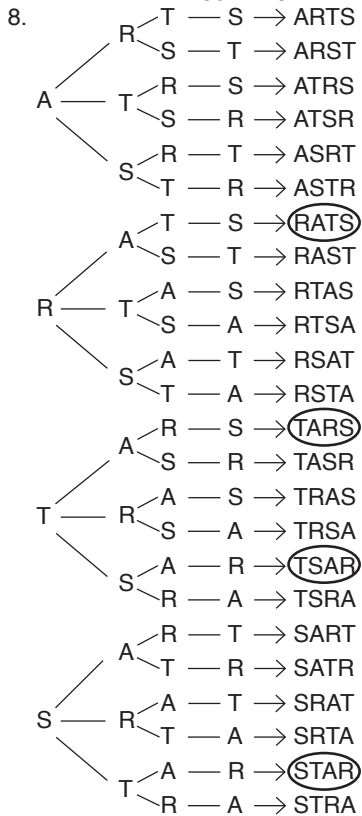 8.
T — S → ARTS
R
S — T → ARST
R — S → ATRS
A — T
S — R → ATSR
R — T → ASRT
S
T — R → ASTR
T — S → RATS
A
S — T → RAST
A — S → RTAS
R — T
S — A → RTSA
A — T → RSAT
S
T — A → RSTA
R — S → TARS
A
S — R → TASR
A — S → TRAS
T — R
S — A → TRSA
A — R → TSAR
S
R — A → TSRA
R — T → SART
A
T — R → SATR
A — T → SRAT
S — R
T — A → SRTA
A — R → STAR
T
R — A → STRA